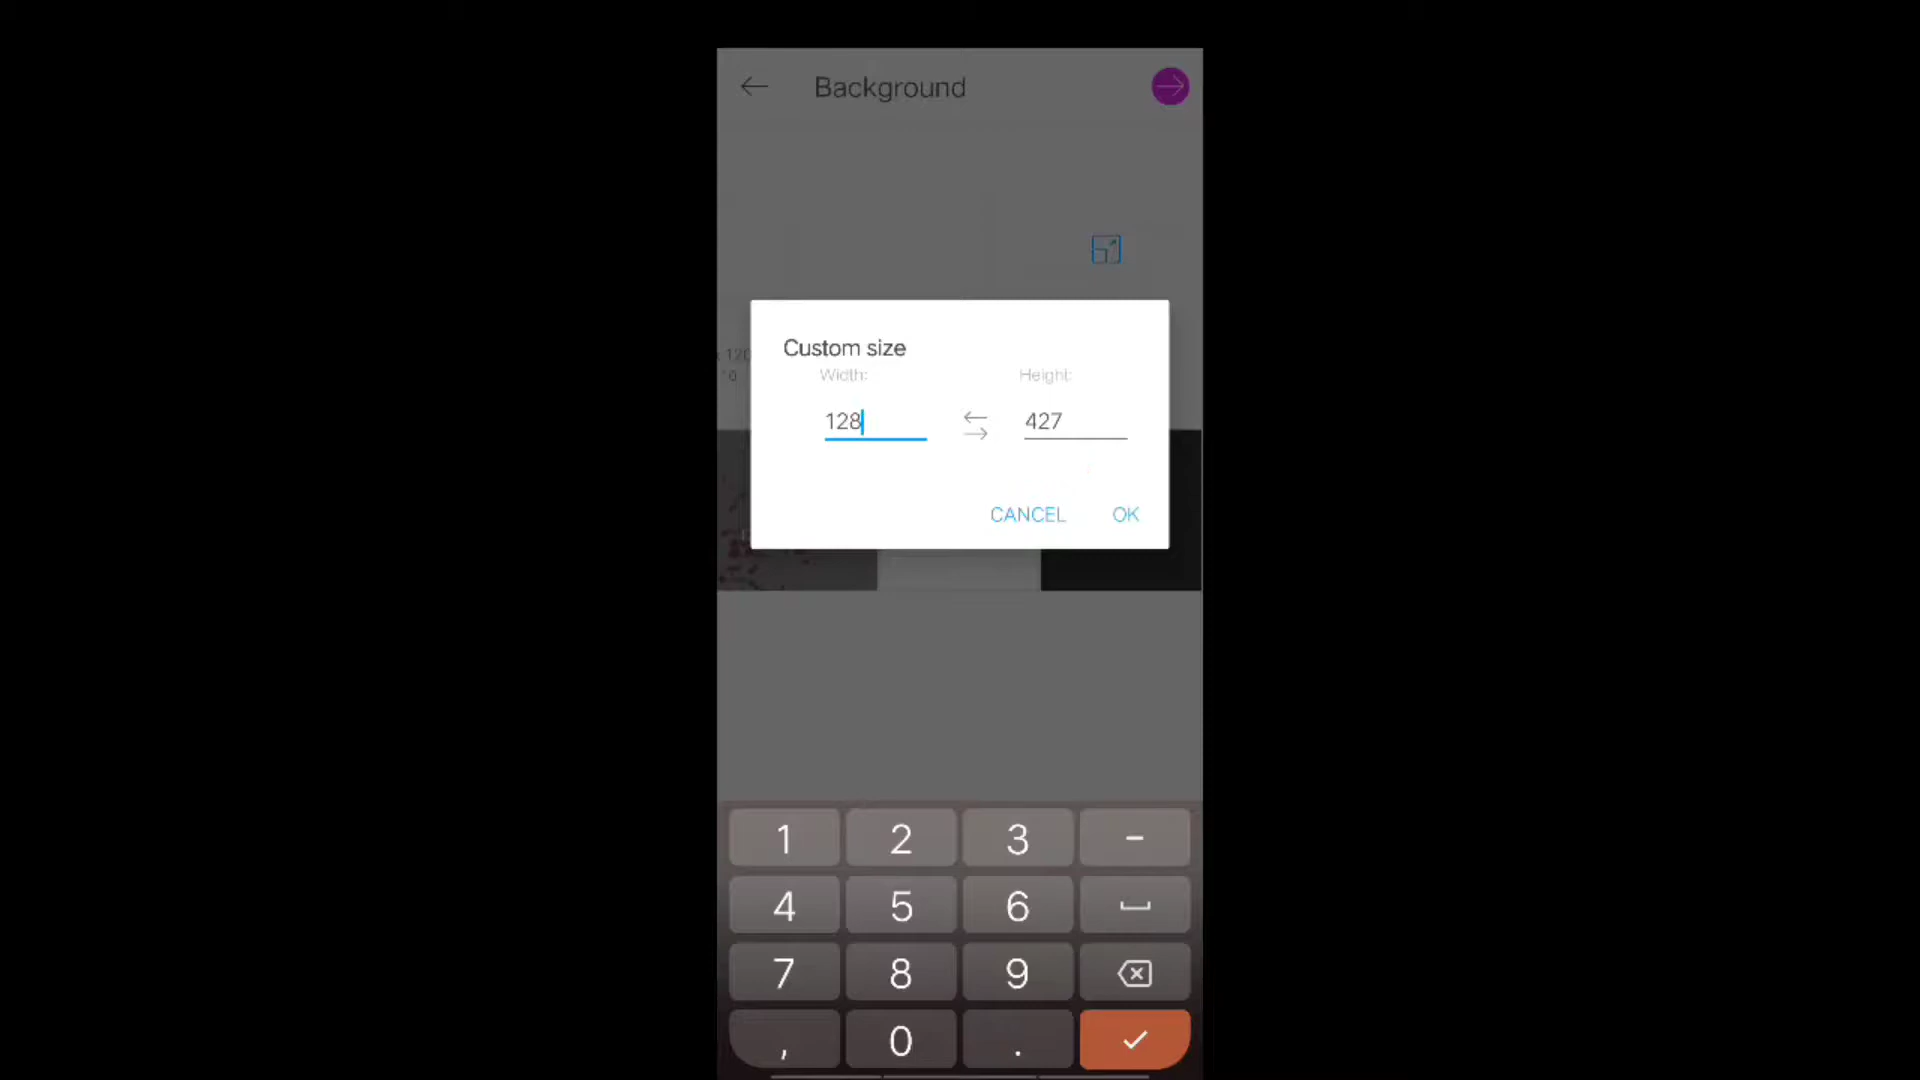 Background
Custom size
Width: Height:
128 427
CANCEL OK
1 2 3 -
4 5 6
7 8 9
, 0 .